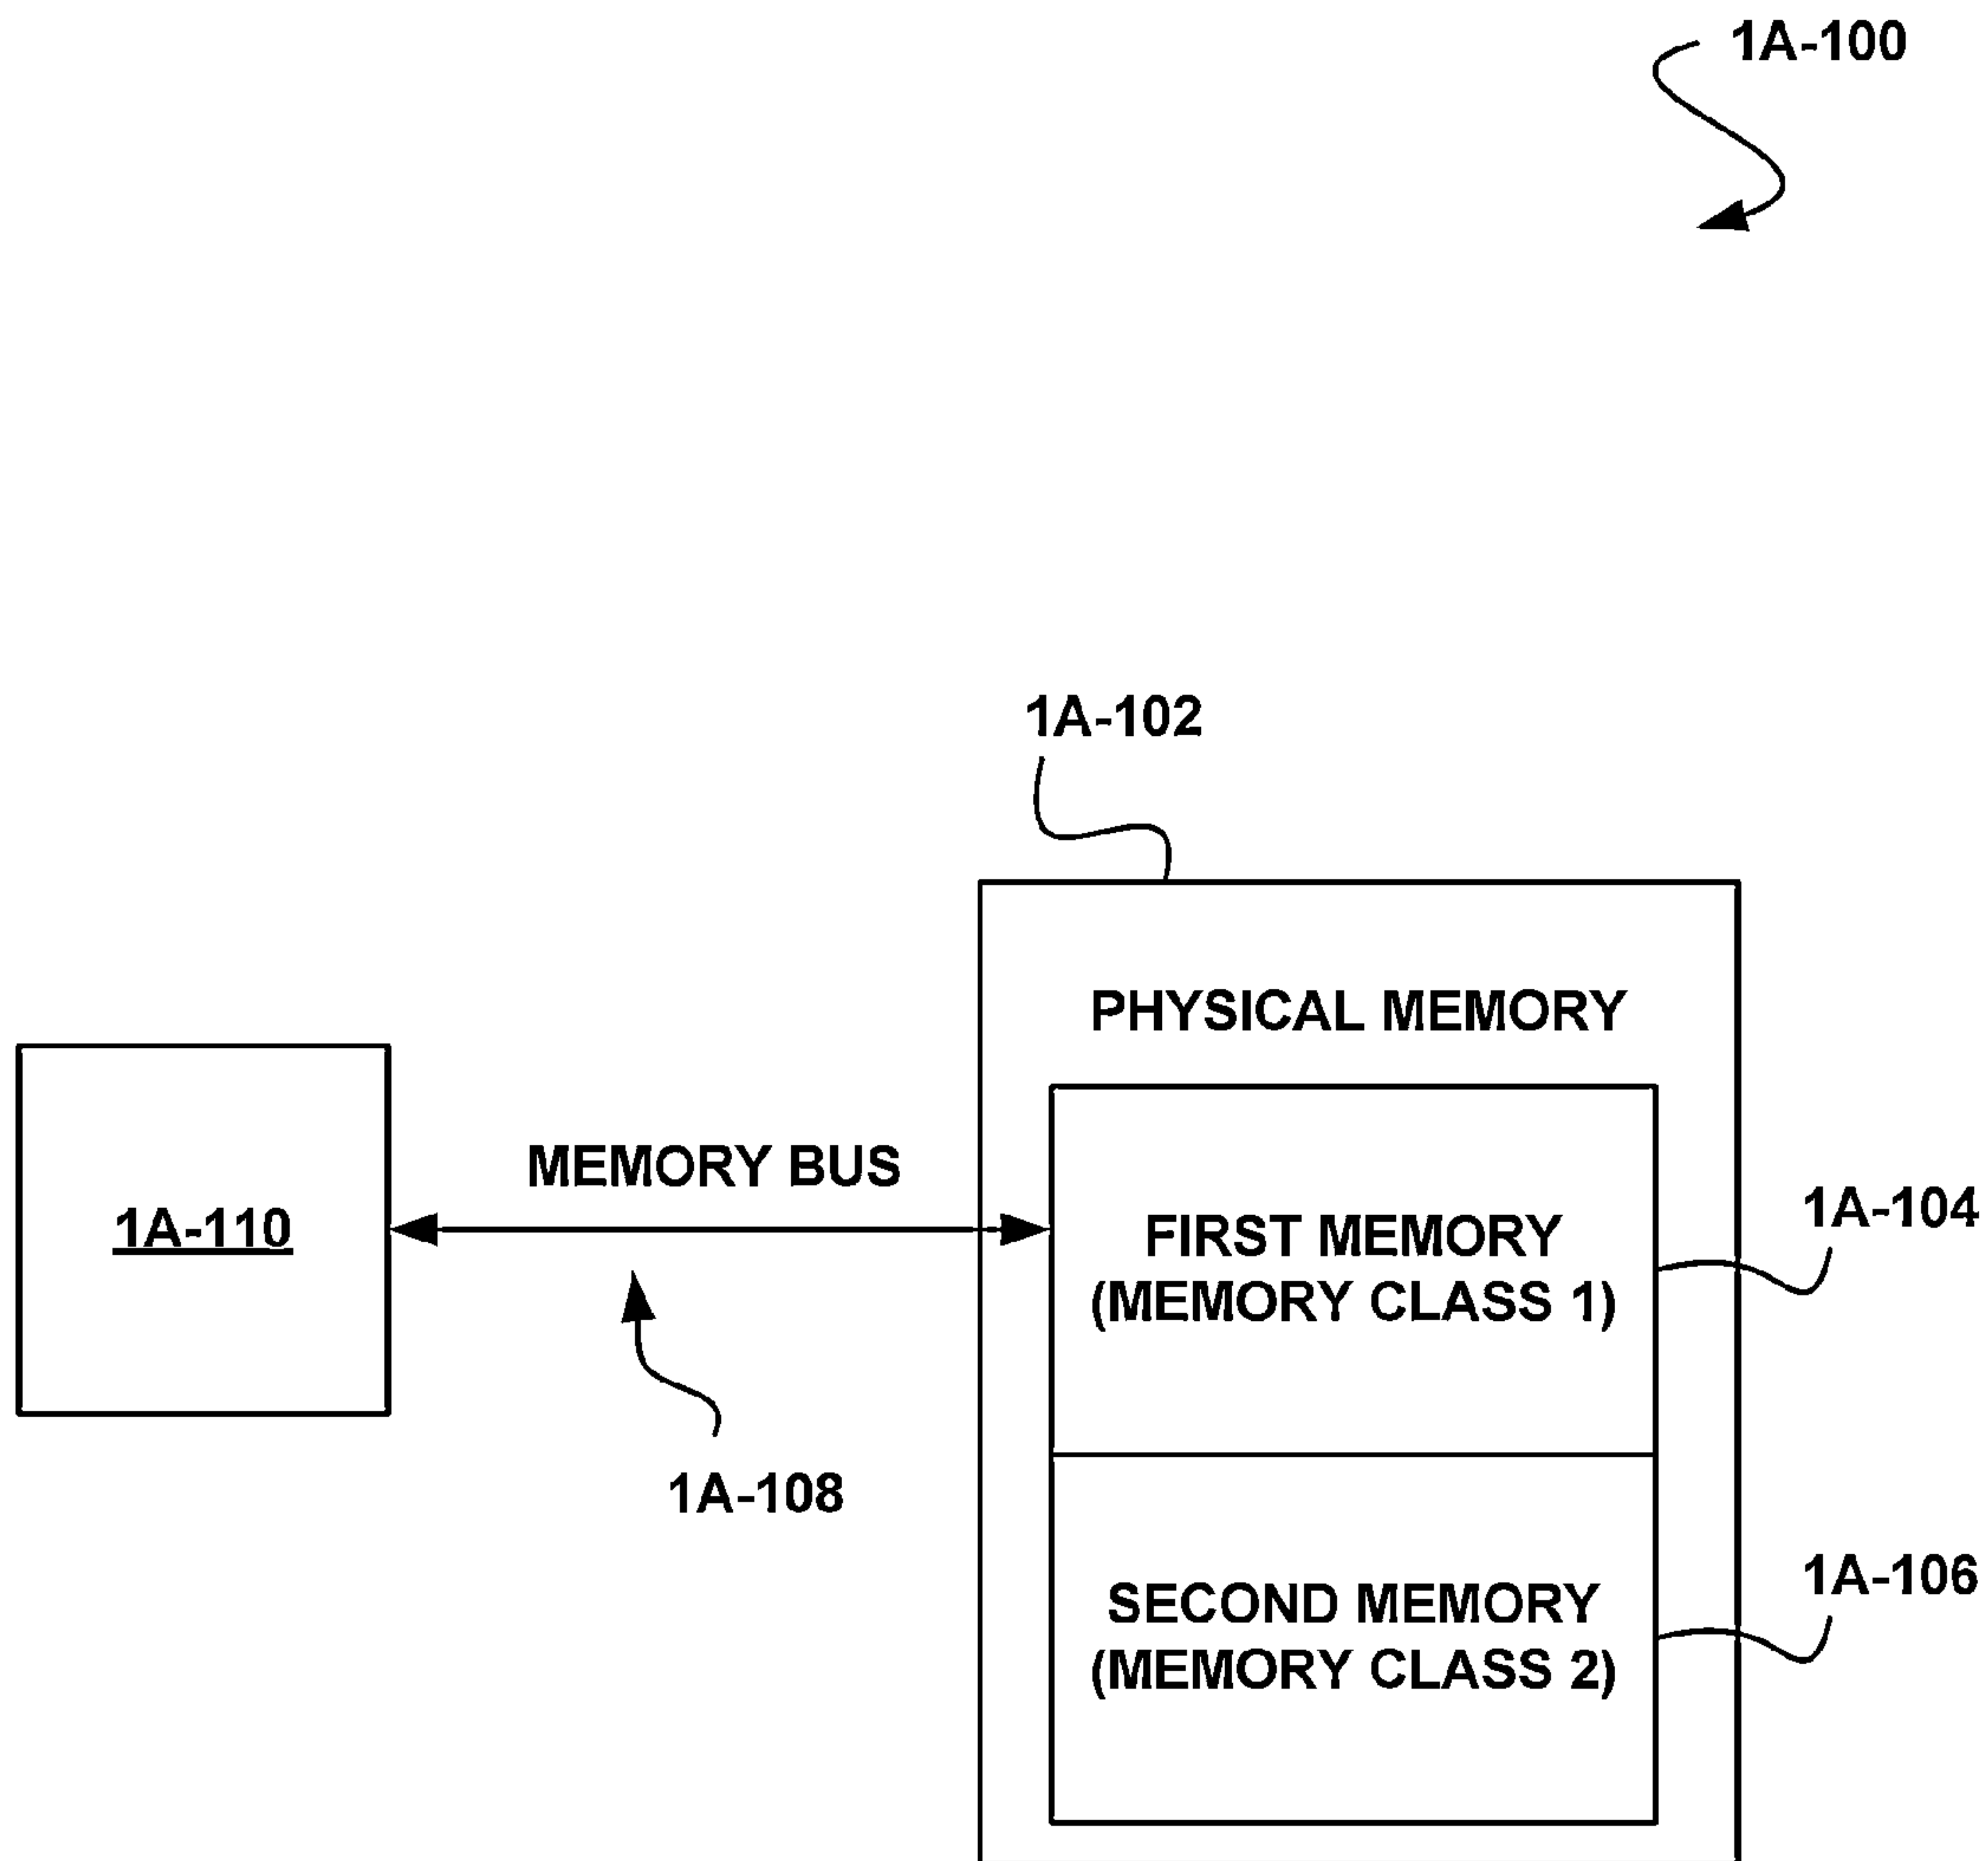 1A-100
1A-102
PHYSICAL MEMORY
MEMORY BUS
1A-110
1A-104
FIRST MEMORY
(MEMORY CLASS 1)
1A-108
1A-106
SECOND MEMORY
(MEMORY CLASS 2)